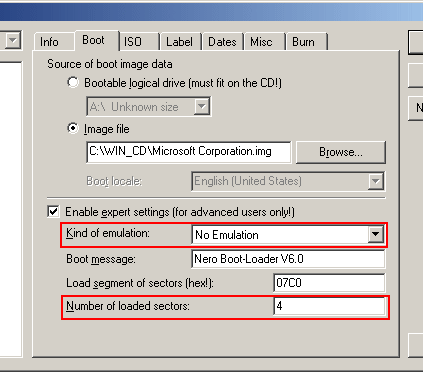 Info Boot ISO Label Dates Misc Burn
Source of boot image data
Bootable logical drive (must fit on the CD!)
A:\ Unknown size
Image file
C:\WIN_CD\Microsoft Corporation.img Browse...
Boot locale: English (United States)
Enable expert settings (for advanced users only!)
Kind of emulation: No Emulation
Boot message: Nero Boot-Loader V6.0
Load segment of sectors (hex!): 07C0
Number of loaded sectors: 4
N